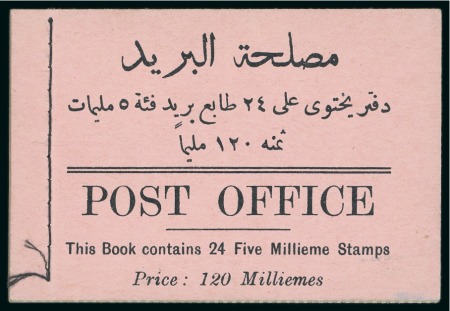 مصلحة البريد
دفتر يحتوى على ٢٤ طابع بريد فئة ٥ مليمات
ثمنه ١٢٠ مليماً
POST OFFICE
This Book contains 24 Five Millieme Stamps
Price: 120 Milliemes